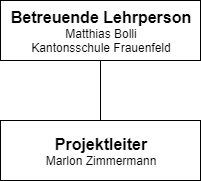 Betreuende Lehrperson
Matthias Bolli
Kantonsschule Frauenfeld
Projektleiter
Marlon Zimmermann